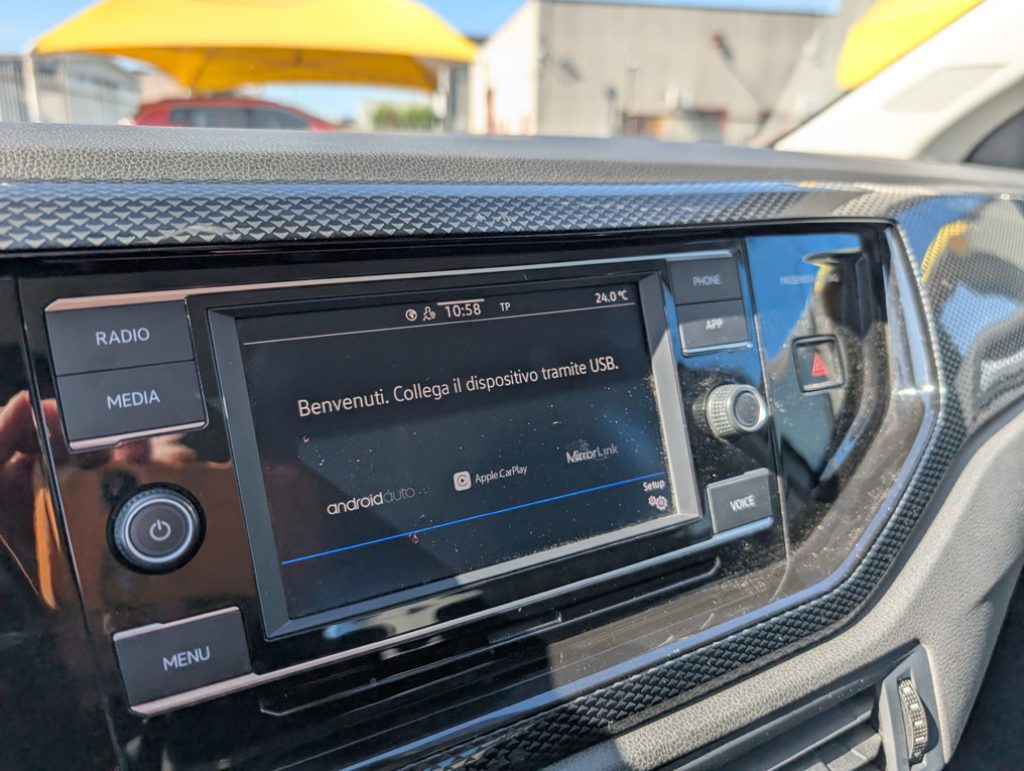 10:58 TP 24.0°C
RADIO
MEDIA
Benvenuti. Collega il dispositivo tramite USB.
androidauto
Apple CarPlay
MirrorLink
Setup
PHONE
APP
VOICE
MENU